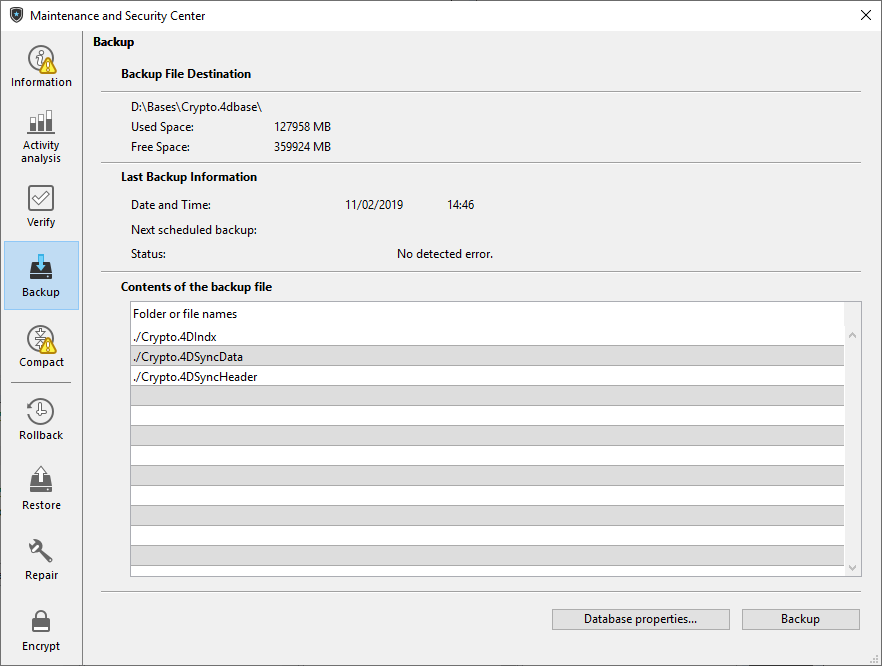 Maintenance and Security Center
Information
Activity
analysis
Verify
Backup
Compact
Rollback
Restore
Repair
Encrypt
Backup
Backup File Destination
D:\Bases\Crypto.4dbase\
Used Space: 127958 MB
Free Space: 359924 MB
Last Backup Information
Date and Time: 11/02/2019 14:46
Next scheduled backup:
Status: No detected error.
Contents of the backup file
Folder or file names
./Crypto.4DIndx
./Crypto.4DSyncData
./Crypto.4DSyncHeader
Database properties... Backup